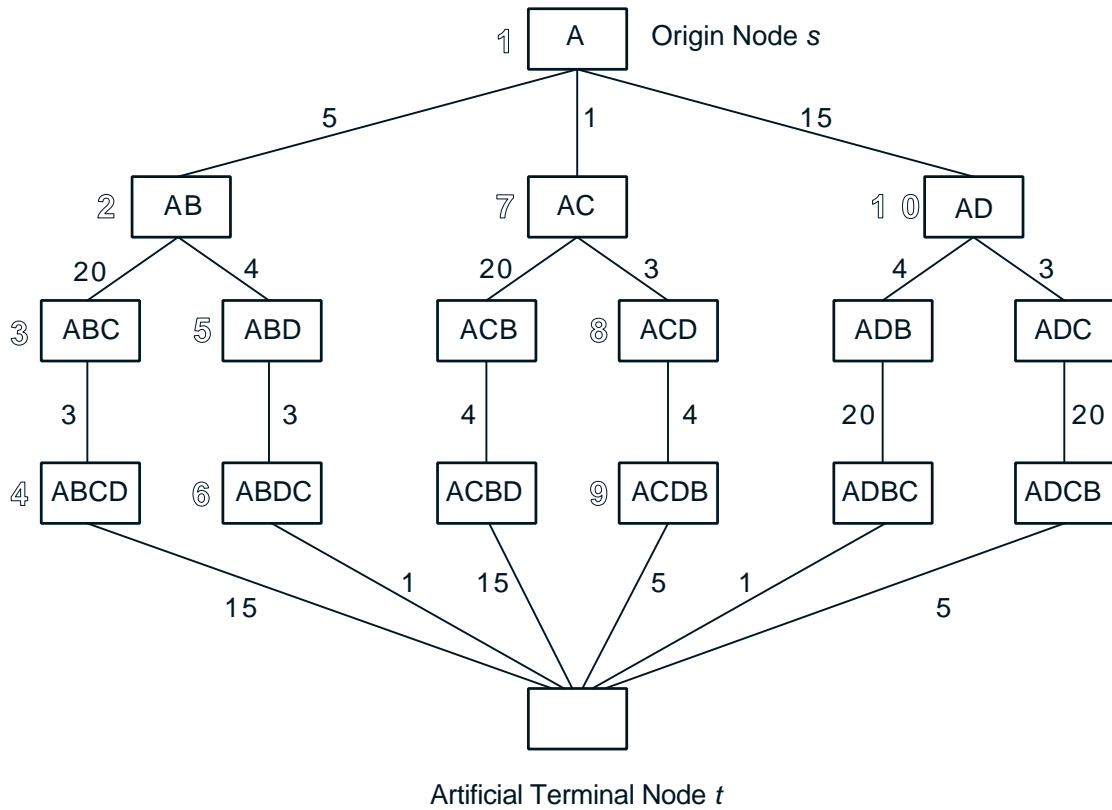 1 A Origin Node s
5 1 15
2 AB 7 AC 1 0 AD
20 4 20 3 4 3
3 ABC 5 ABD ACB 8 ACD ADB ADC
3 3 4 4 20 20
4 ABCD 6 ABDC ACBD 9 ACDB ADBC ADCB
15 1 15 5 1 5
Artificial Terminal Node t